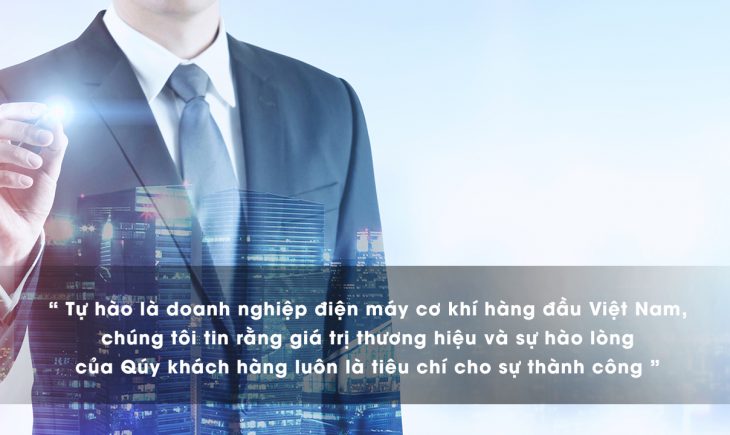 “ Tự hào là doanh nghiệp điện máy cơ khí hàng đầu Việt Nam,
chúng tôi tin rằng giá trị thương hiệu và sự hào lòng
của Qúy khách hàng luôn là tiêu chí cho sự thành công ”